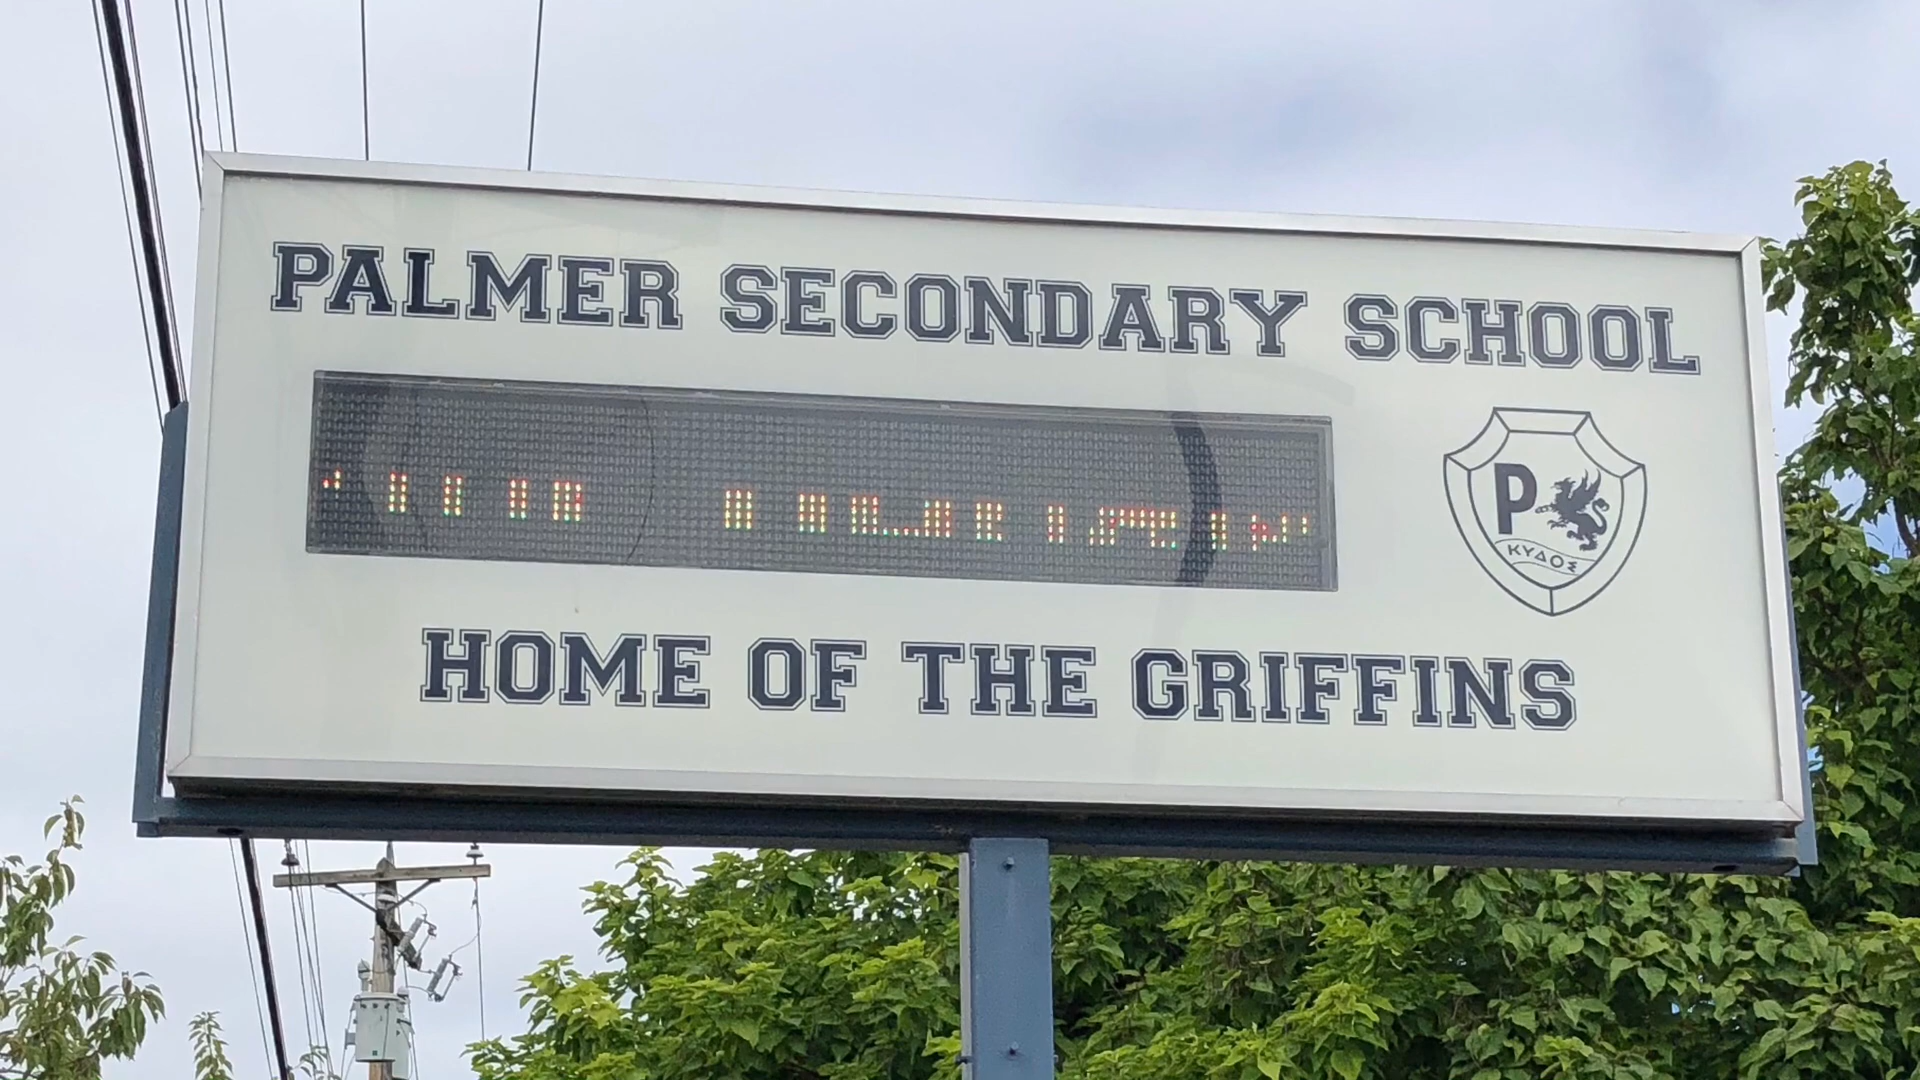 PALMER SECONDARY SCHOOL
P
ΚΥΔΟΣ
HOME OF THE GRIFFINS